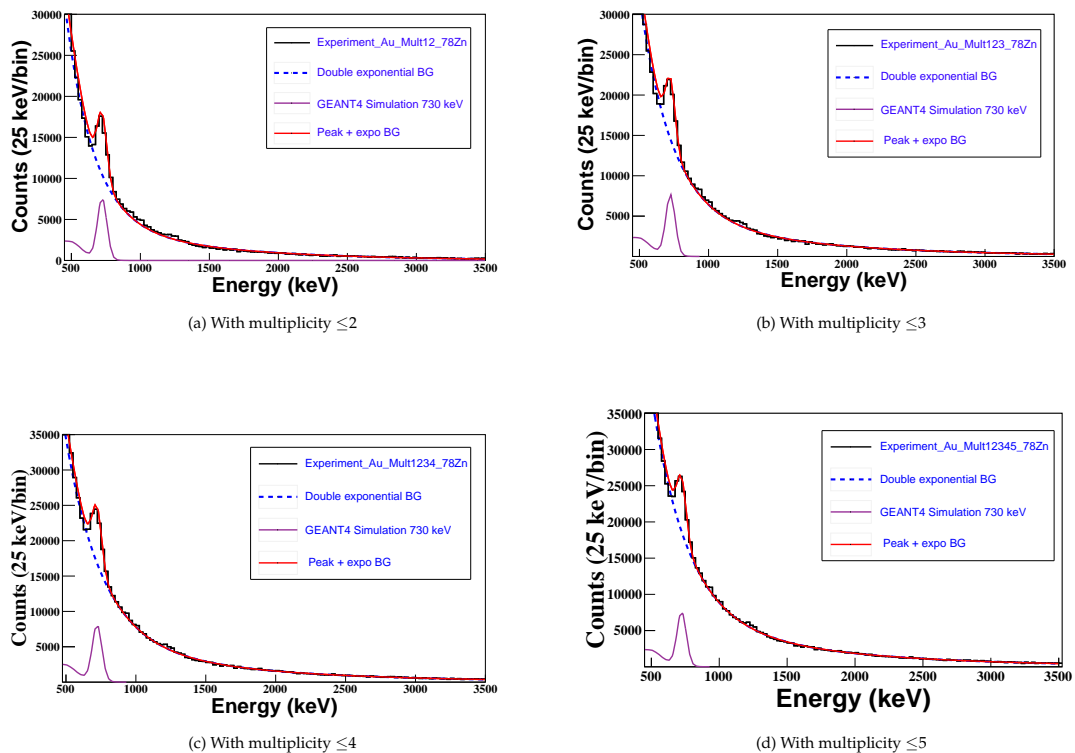 30000
25000
20000
15000
10000
5000
0
Counts (25 keV/bin)
Experiment_Au_Mult12_78Zn
Double exponential BG
GEANT4 Simulation 730 keV
Peak + expo BG
500 1000 1500 2000 2500 3000 3500
Energy (keV)
(a) With multiplicity ≤2
30000
25000
20000
15000
10000
5000
Counts (25 keV/bin)
Experiment_Au_Mult123_78Zn
Double exponential BG
GEANT4 Simulation 730 keV
Peak + expo BG
500 1000 1500 2000 2500 3000 3500
Energy (keV)
(b) With multiplicity ≤3
35000
30000
25000
20000
15000
10000
5000
Counts (25 keV/bin)
Experiment_Au_Mult1234_78Zn
Double exponential BG
GEANT4 Simulation 730 keV
Peak + expo BG
500 1000 1500 2000 2500 3000 3500
Energy (keV)
(c) With multiplicity ≤4
35000
30000
25000
20000
15000
10000
5000
Counts (25 keV/bin)
Experiment_Au_Mult12345_78Zn
Double exponential BG
GEANT4 Simulation 730 keV
Peak + expo BG
500 1000 1500 2000 2500 3000 3500
Energy (keV)
(d) With multiplicity ≤5